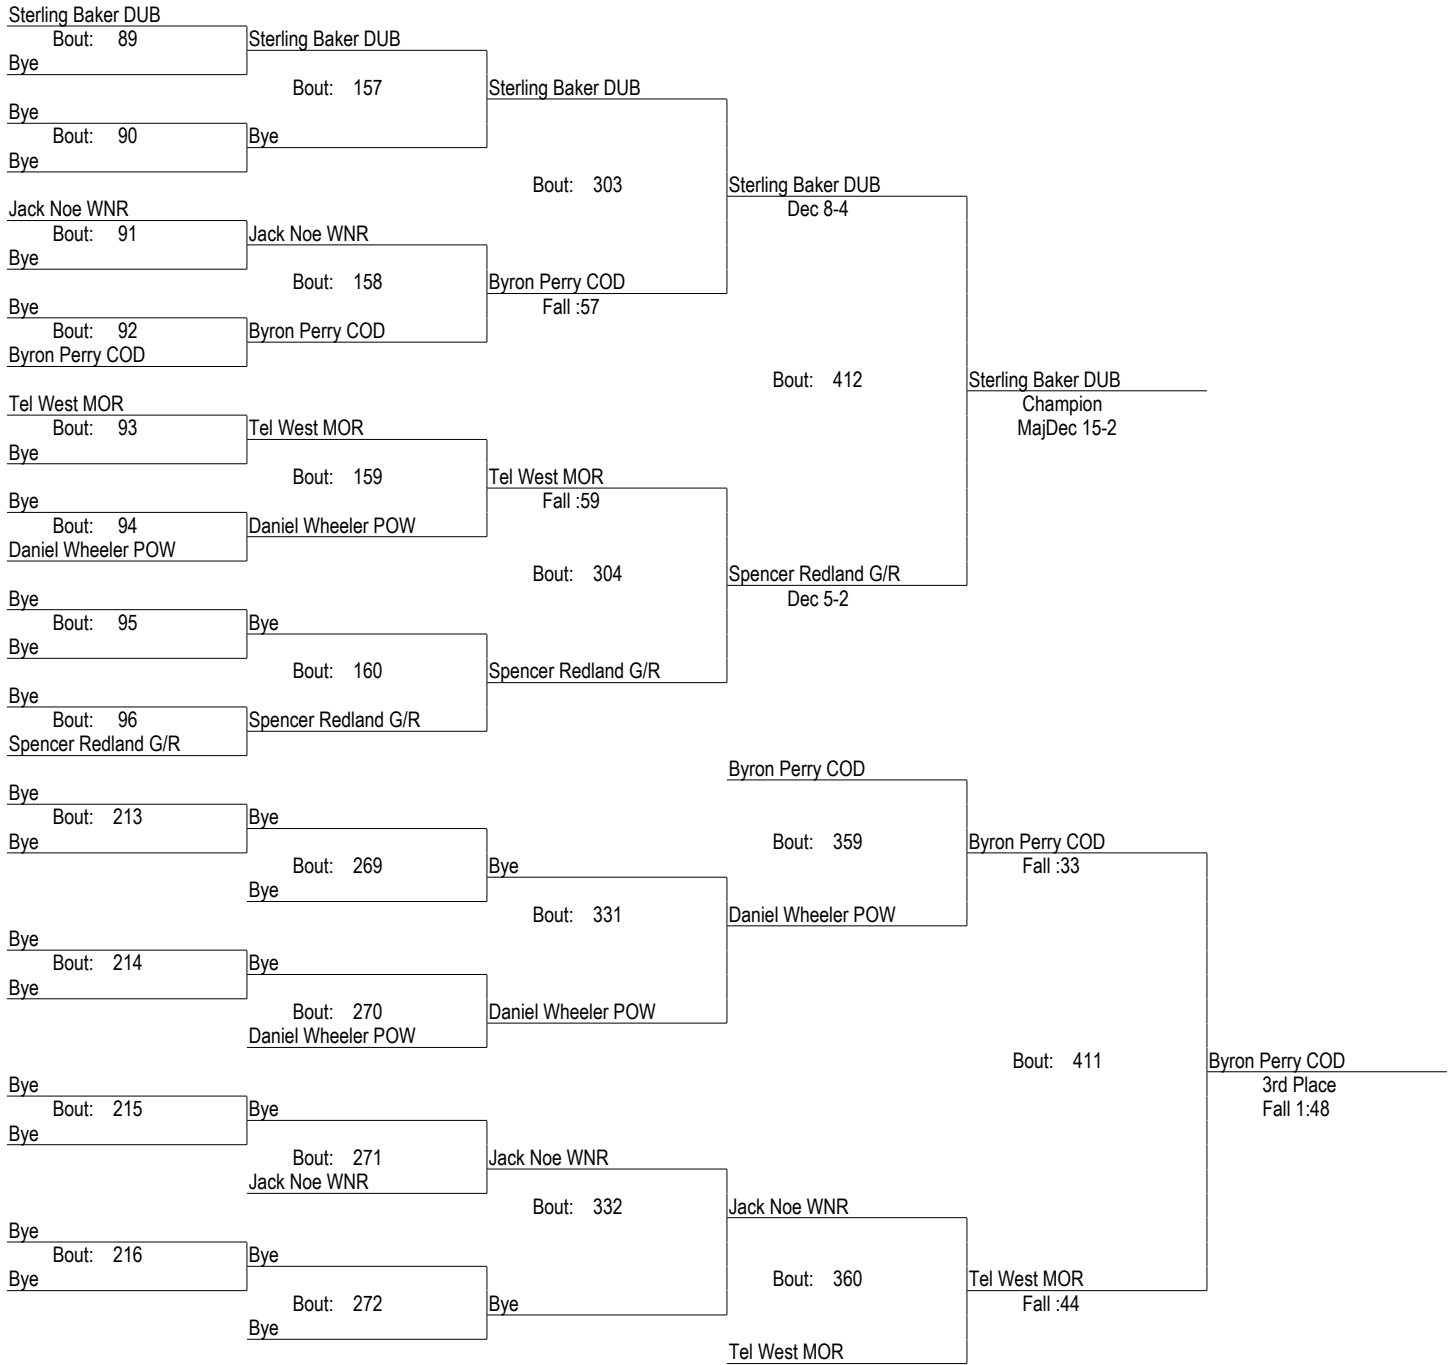 Sterling Baker DUB
Bout: 89
Bye
Sterling Baker DUB
Bout: 157
Bye
Bout: 90
Bye
Bye
Sterling Baker DUB
Bout: 303
Jack Noe WNR
Bout: 91
Bye
Jack Noe WNR
Bout: 158
Bye
Bout: 92
Byron Perry COD
Byron Perry COD
Byron Perry COD
Fall :57
Sterling Baker DUB
Dec 8-4
Bout: 412
Tel West MOR
Bout: 93
Bye
Tel West MOR
Bout: 159
Bye
Bout: 94
Daniel Wheeler POW
Daniel Wheeler POW
Tel West MOR
Fall :59
Bout: 304
Bye
Bout: 95
Bye
Bye
Bout: 160
Bye
Bout: 96
Spencer Redland G/R
Spencer Redland G/R
Spencer Redland G/R
Spencer Redland G/R
Dec 5-2
Sterling Baker DUB
Champion
MajDec 15-2
Bye
Bout: 213
Bye
Bye
Bout: 269
Bye
Bye
Bout: 331
Bye
Bout: 214
Bye
Bye
Bout: 270
Daniel Wheeler POW
Daniel Wheeler POW
Byron Perry COD
Bout: 359
Daniel Wheeler POW
Byron Perry COD
Fall :33
Bout: 411
Bye
Bout: 215
Bye
Bye
Bout: 271
Jack Noe WNR
Jack Noe WNR
Bout: 332
Bye
Bout: 216
Bye
Bye
Bout: 272
Bye
Bye
Jack Noe WNR
Bout: 360
Tel West MOR
Tel West MOR
Fall :44
Byron Perry COD
3rd Place
Fall 1:48